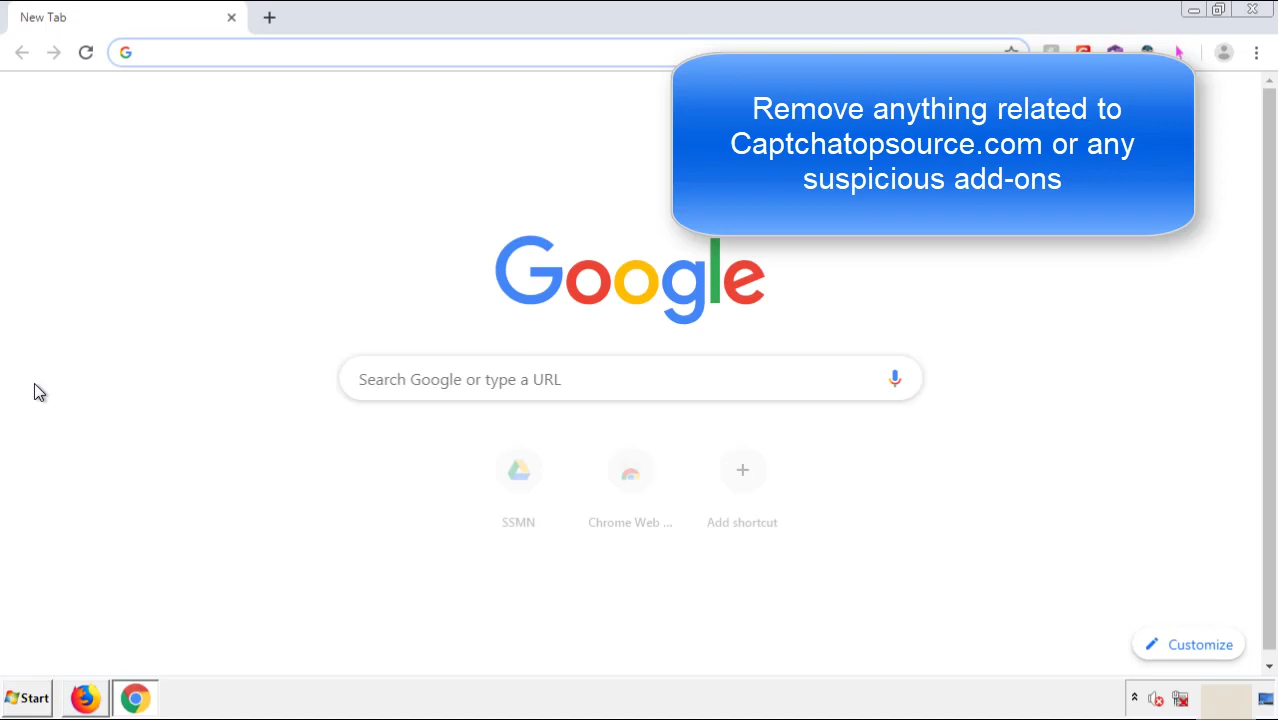 New Tab
Remove anything related to
Captchatopsource.com or any
suspicious add-ons
Google
Search Google or type a URL
SSMN
Chrome Web ...
Add shortcut
Customize
Start